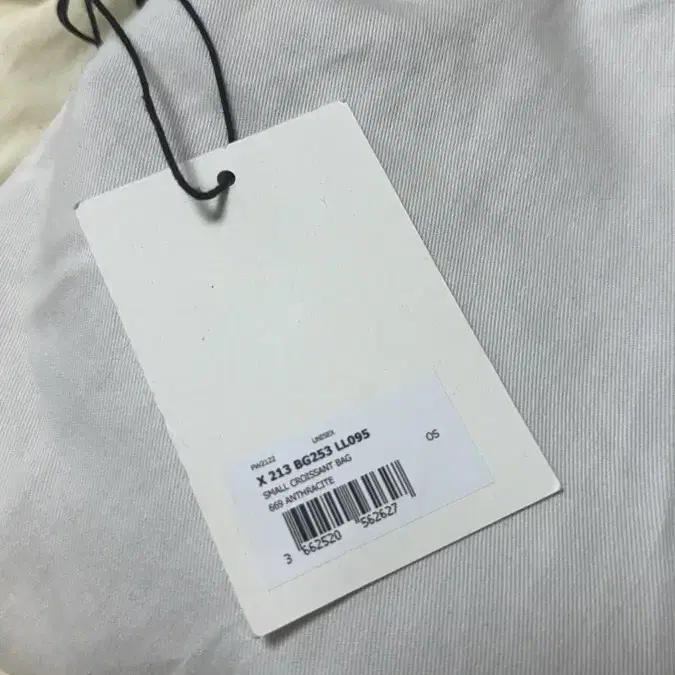 FW2122 UNISEX
X 213 BG253 LL095 OS
SMALL CROISSANT BAG
669 ANTHRACITE
3 662520 562627